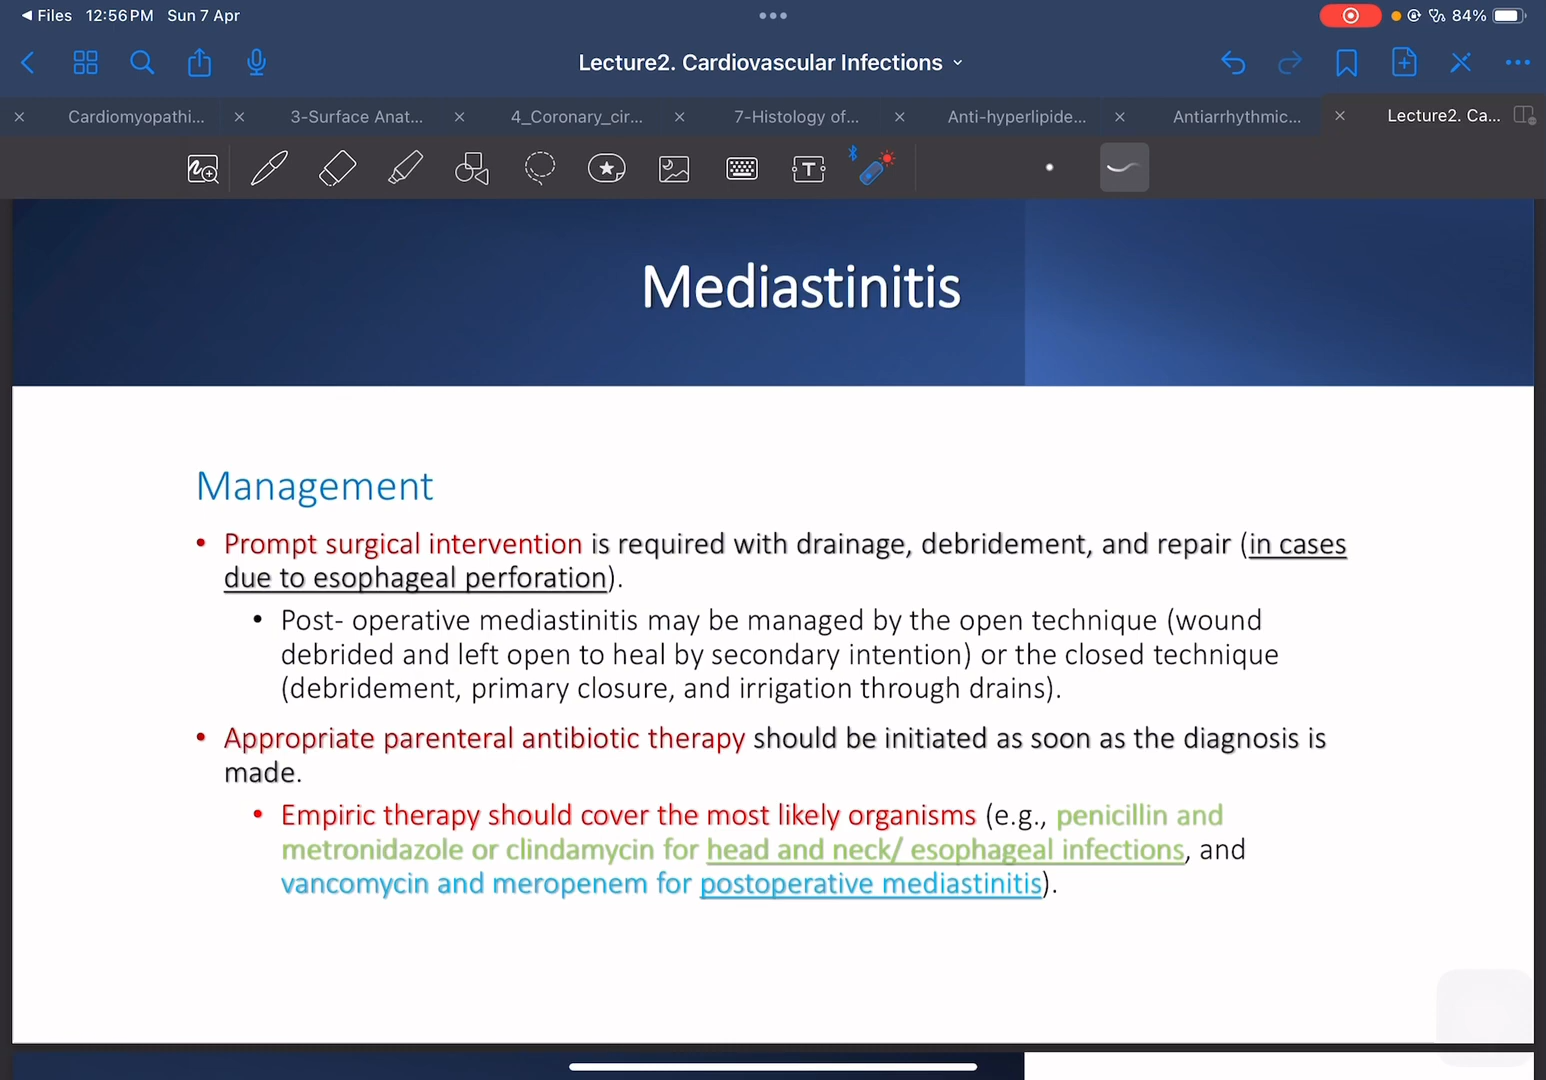 Files 12:56 PM Sun 7 Apr
84%
Lecture2. Cardiovascular Infections
Cardiomyopathi...
3-Surface Anat...
4_Coronary_cir...
7-Histology of...
Anti-hyperlipide...
Antiarrhythmic...
Lecture2. Ca...
Mediastinitis
Management
• Prompt surgical intervention is required with drainage, debridement, and repair (in cases
due to esophageal perforation).
• Post- operative mediastinitis may be managed by the open technique (wound
debrided and left open to heal by secondary intention) or the closed technique
(debridement, primary closure, and irrigation through drains).
• Appropriate parenteral antibiotic therapy should be initiated as soon as the diagnosis is
made.
• Empiric therapy should cover the most likely organisms (e.g., penicillin and
metronidazole or clindamycin for head and neck/ esophageal infections, and
vancomycin and meropenem for postoperative mediastinitis).